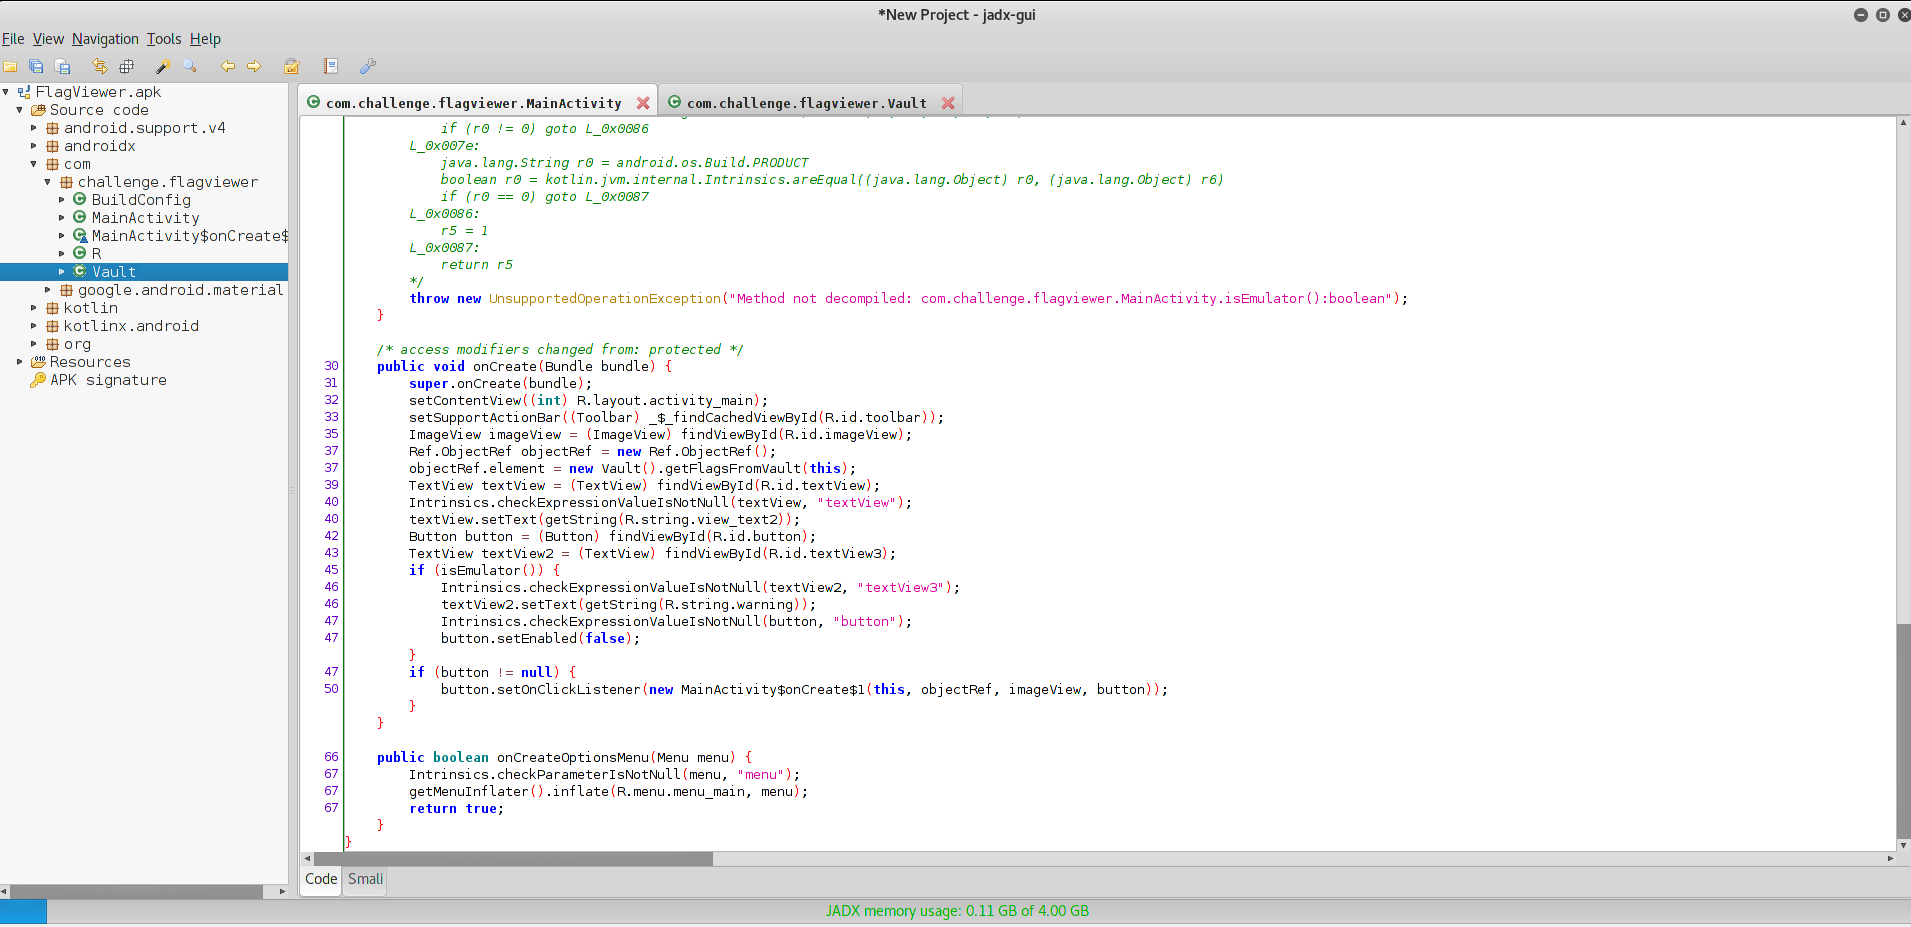 *New Project - jadx-gui
File View Navigation Tools Help
FlagViewer.apk
Source code
android.support.v4
androidx
com
challenge.flagviewer
BuildConfig
MainActivity
MainActivity$onCreate$
R
Vault
google.android.material
kotlin
kotlinx.android
org
Resources
APK signature
com.challenge.flagviewer.MainActivity com.challenge.flagviewer.Vault
if (r0 != 0) goto L_0x0086
L_0x007e:
java.lang.String r0 = android.os.Build.PRODUCT
boolean r0 = kotlin.jvm.internal.Intrinsics.areEqual((java.lang.Object) r0, (java.lang.Object) r6)
if (r0 == 0) goto L_0x0087
L_0x0086:
r5 = 1
L_0x0087:
return r5
*/
throw new UnsupportedOperationException("Method not decompiled: com.challenge.flagviewer.MainActivity.isEmulator():boolean");
}
/* access modifiers changed from: protected */
30 public void onCreate(Bundle bundle) {
31 super.onCreate(bundle);
32 setContentView((int) R.layout.activity_main);
33 setSupportActionBar((Toolbar) _$_findCachedViewById(R.id.toolbar));
35 ImageView imageView = (ImageView) findViewById(R.id.imageView);
37 Ref.ObjectRef objectRef = new Ref.ObjectRef();
37 objectRef.element = new Vault().getFlagsFromVault(this);
39 TextView textView = (TextView) findViewById(R.id.textView);
40 Intrinsics.checkExpressionValueIsNotNull(textView, "textView");
40 textView.setText(getString(R.string.view_text2));
42 Button button = (Button) findViewById(R.id.button);
43 TextView textView2 = (TextView) findViewById(R.id.textView3);
45 if (isEmulator()) {
46 Intrinsics.checkExpressionValueIsNotNull(textView2, "textView3");
46 textView2.setText(getString(R.string.warning));
47 Intrinsics.checkExpressionValueIsNotNull(button, "button");
47 button.setEnabled(false);
}
47 if (button != null) {
50 button.setOnClickListener(new MainActivity$onCreate$1(this, objectRef, imageView, button));
}
}
66 public boolean onCreateOptionsMenu(Menu menu) {
67 Intrinsics.checkParameterIsNotNull(menu, "menu");
67 getMenuInflater().inflate(R.menu.menu_main, menu);
67 return true;
}
}
Code Smali
JADX memory usage: 0.11 GB of 4.00 GB